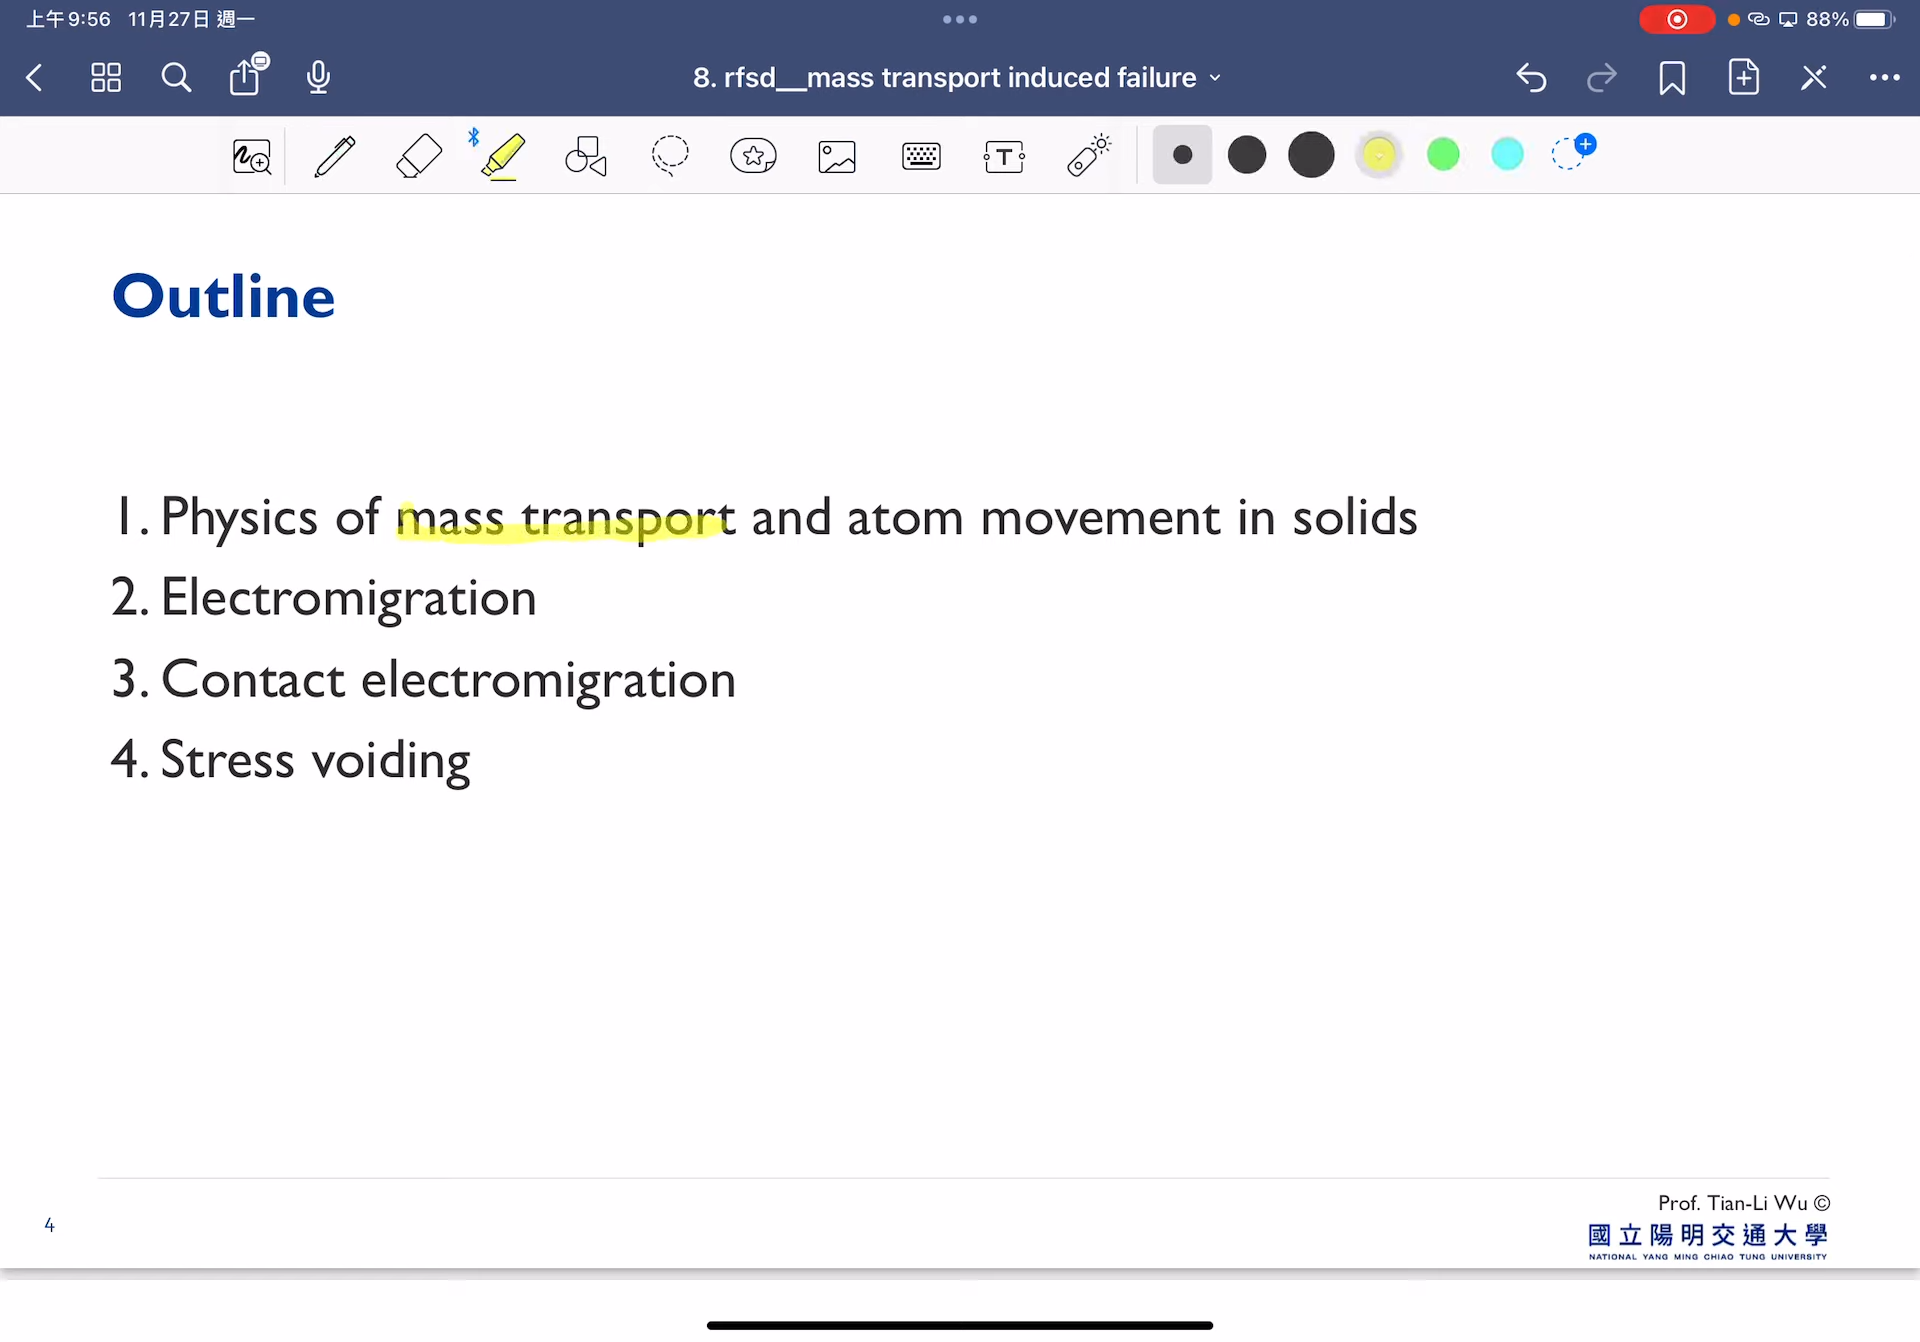 上午9:56 11月27日 週一
88%
8. rfsd__mass transport induced failure
T
Outline
1. Physics of mass transport and atom movement in solids
2. Electromigration
3. Contact electromigration
4. Stress voiding
Prof. Tian-Li Wu ©
4
國立陽明交通大學
NATIONAL YANG MING CHIAO TUNG UNIVERSITY